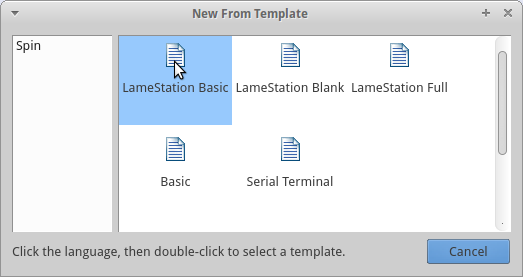 New From Template
Spin
LameStation Basic
LameStation Blank
LameStation Full
Basic
Serial Terminal
Click the language, then double-click to select a template.
Cancel